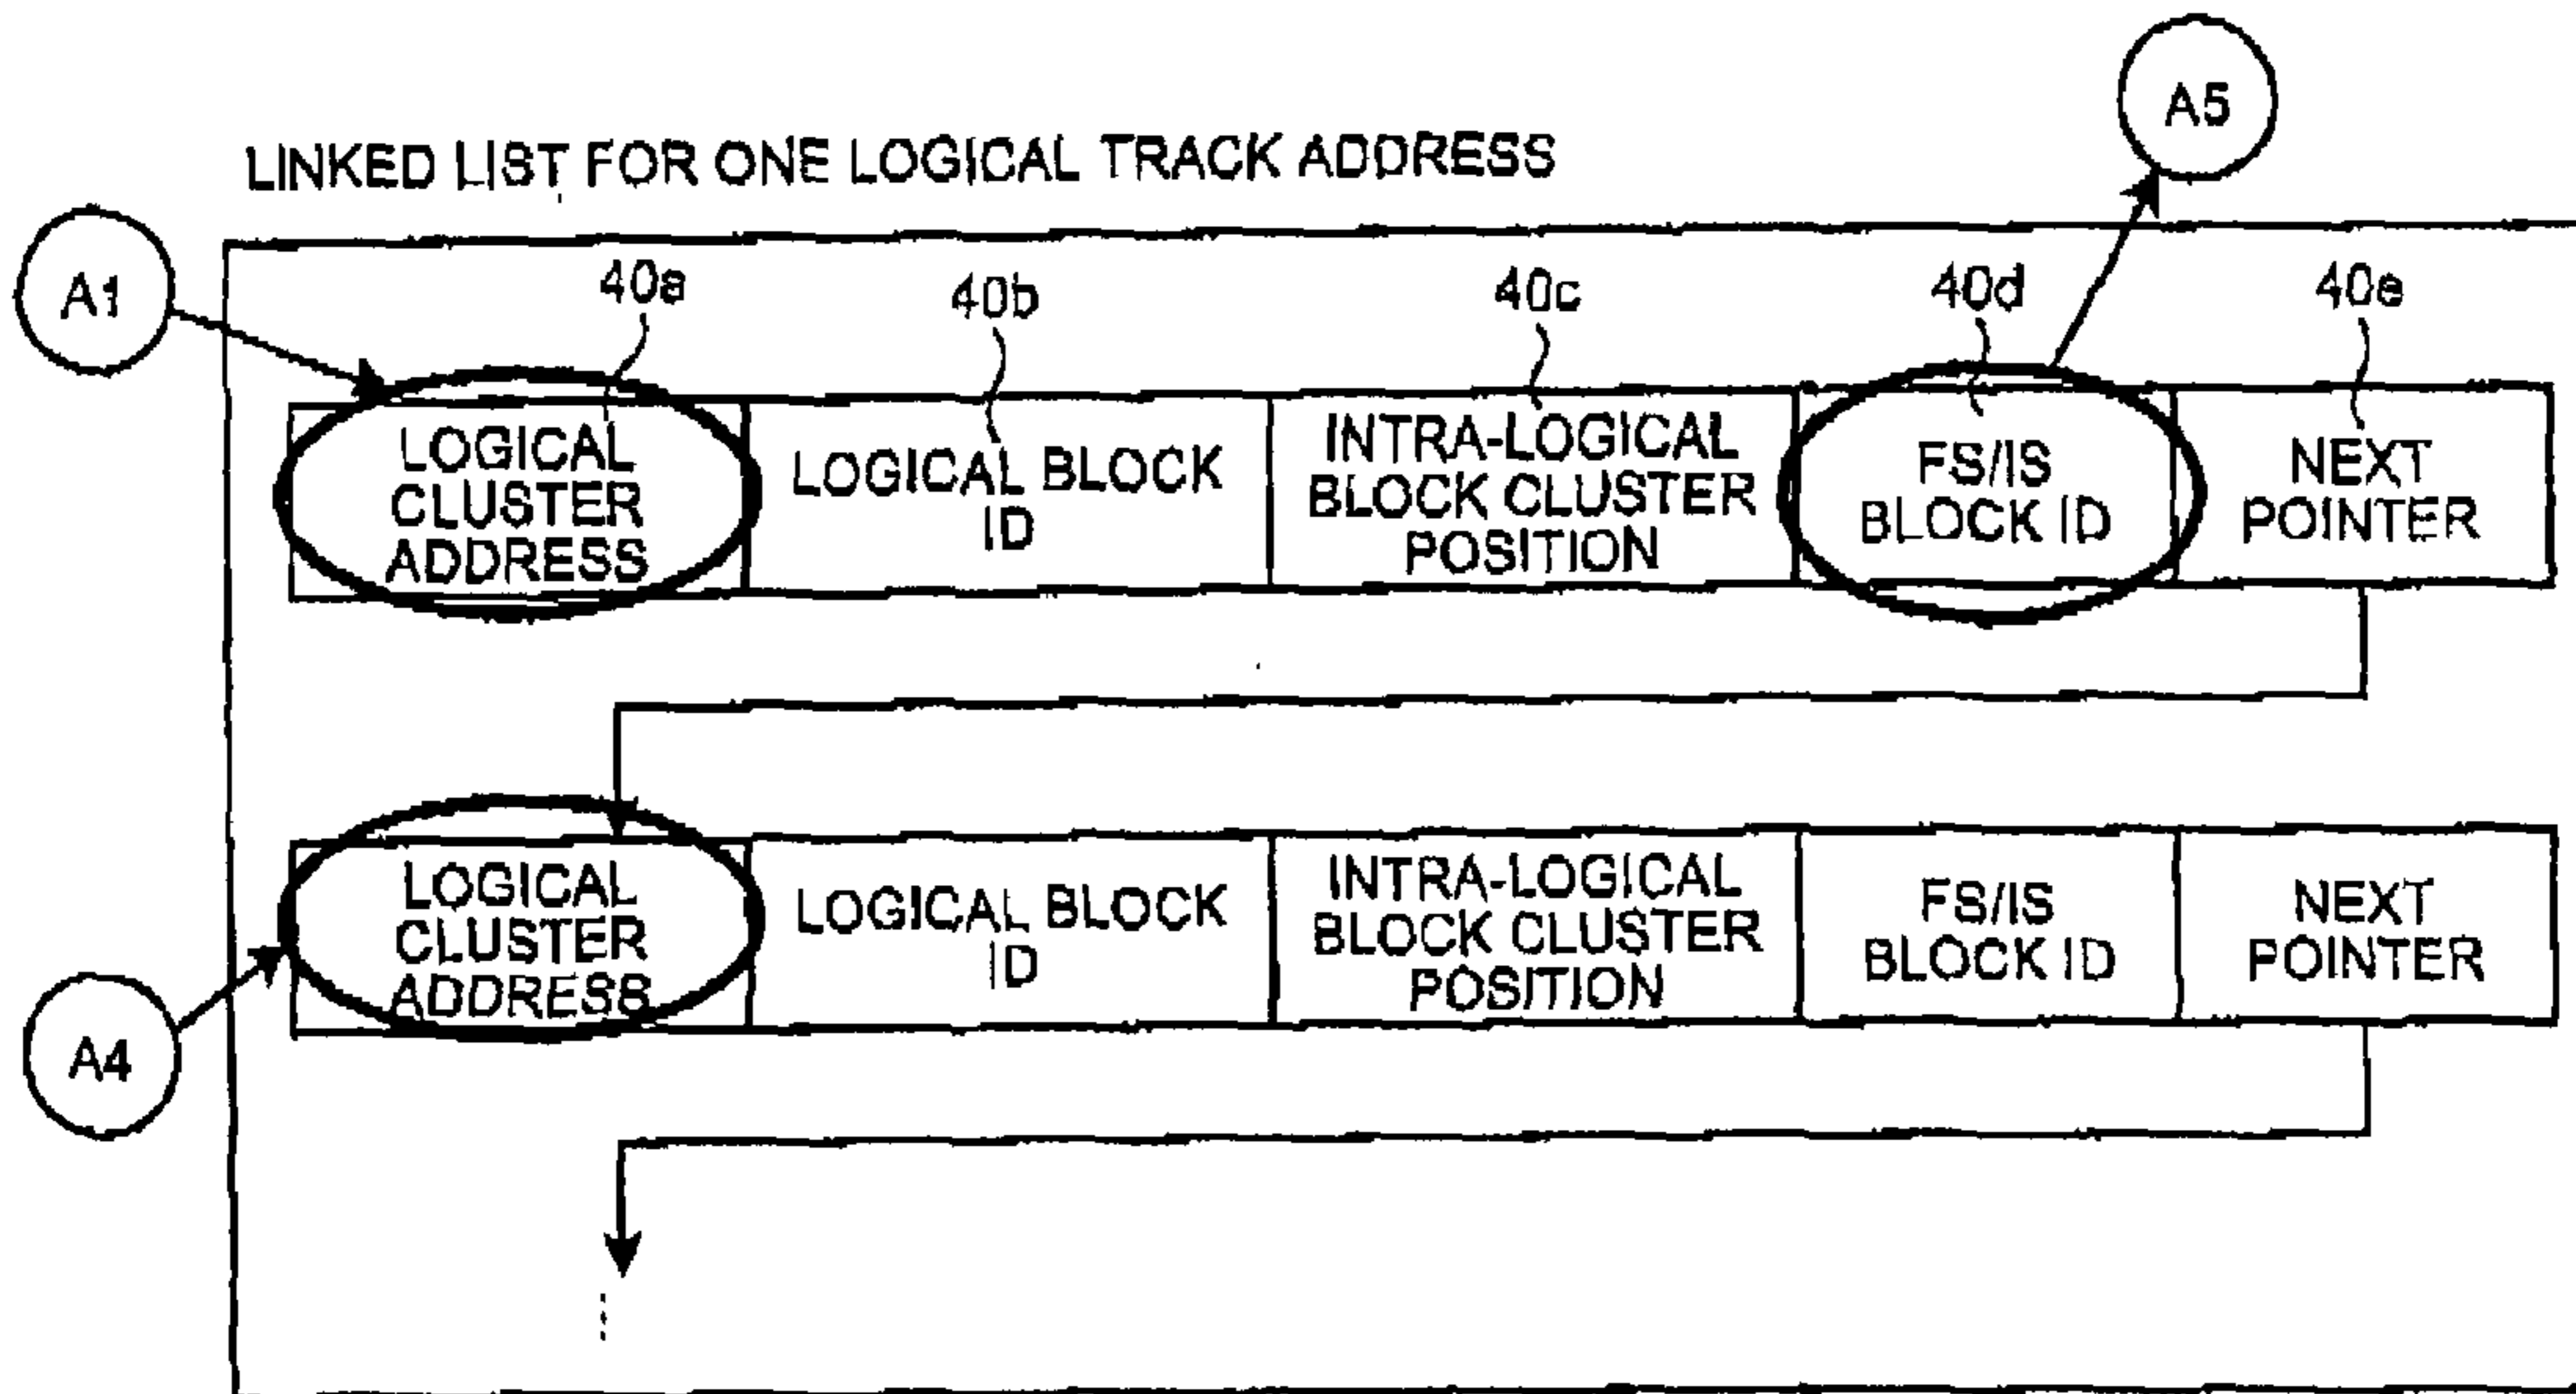 A5
LINKED LIST FOR ONE LOGICAL TRACK ADDRESS
A1
40a
40b
40c
40d
40e
LOGICAL
CLUSTER
ADDRESS
LOGICAL BLOCK
ID
INTRA-LOGICAL
BLOCK CLUSTER
POSITION
FS/IS
BLOCK ID
NEXT
POINTER
LOGICAL
CLUSTER
ADDRESS
LOGICAL BLOCK
ID
INTRA-LOGICAL
BLOCK CLUSTER
POSITION
FS/IS
BLOCK ID
NEXT
POINTER
A4